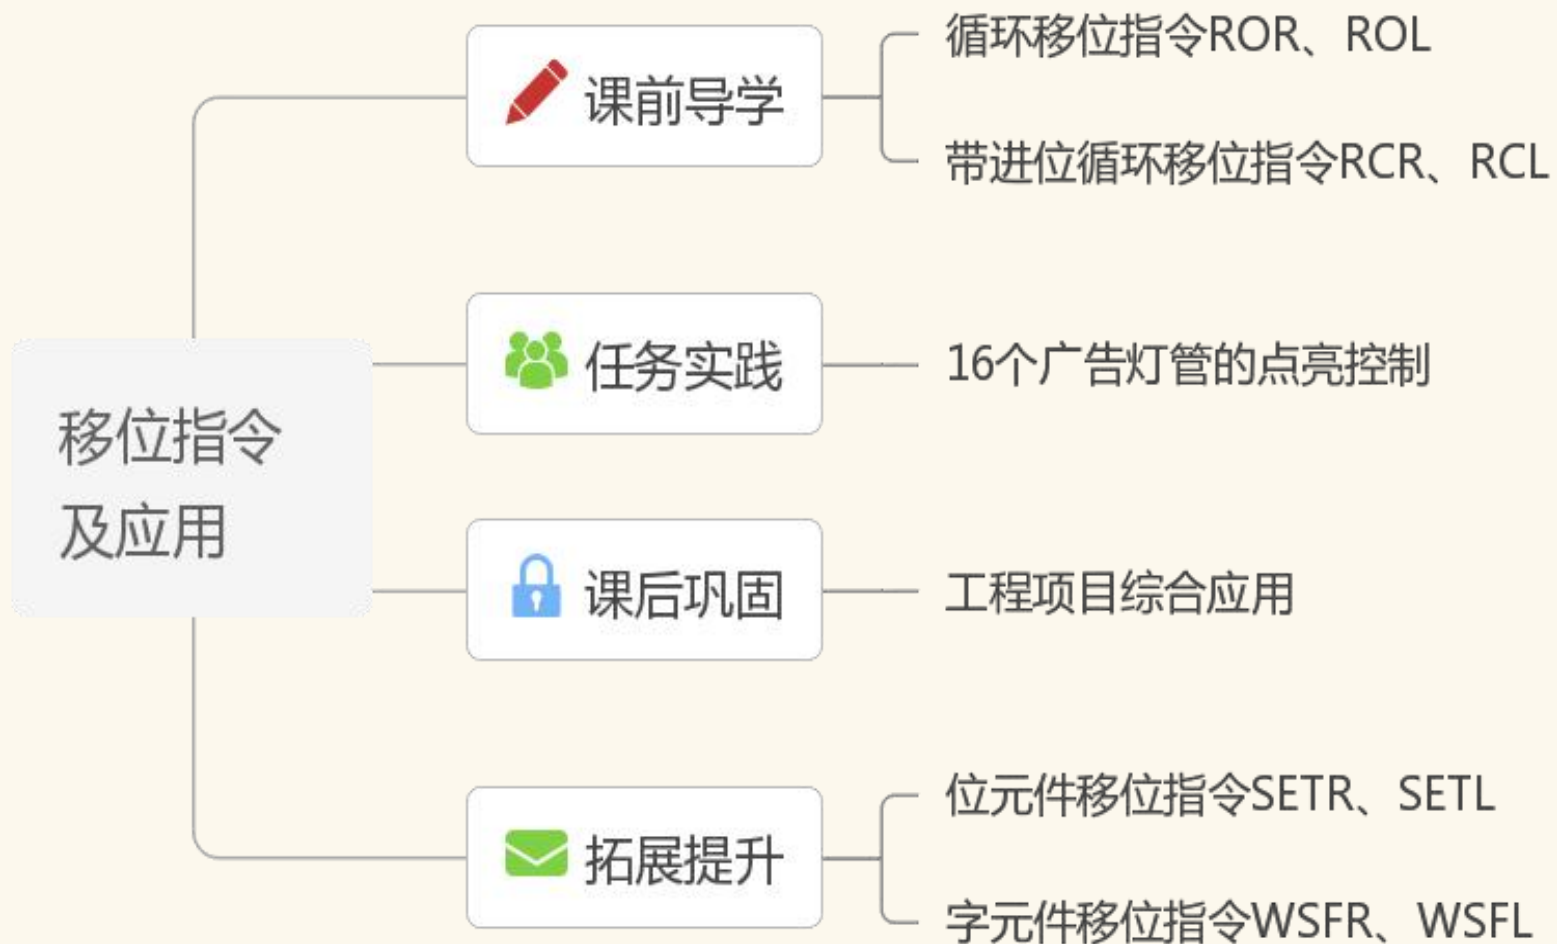 移位指令
及应用
课前导学
循环移位指令ROR、ROL
带进位循环移位指令RCR、RCL
任务实践
16个广告灯管的点亮控制
课后巩固
工程项目综合应用
拓展提升
位元件移位指令SETR、SETL
字元件移位指令WSFR、WSFL